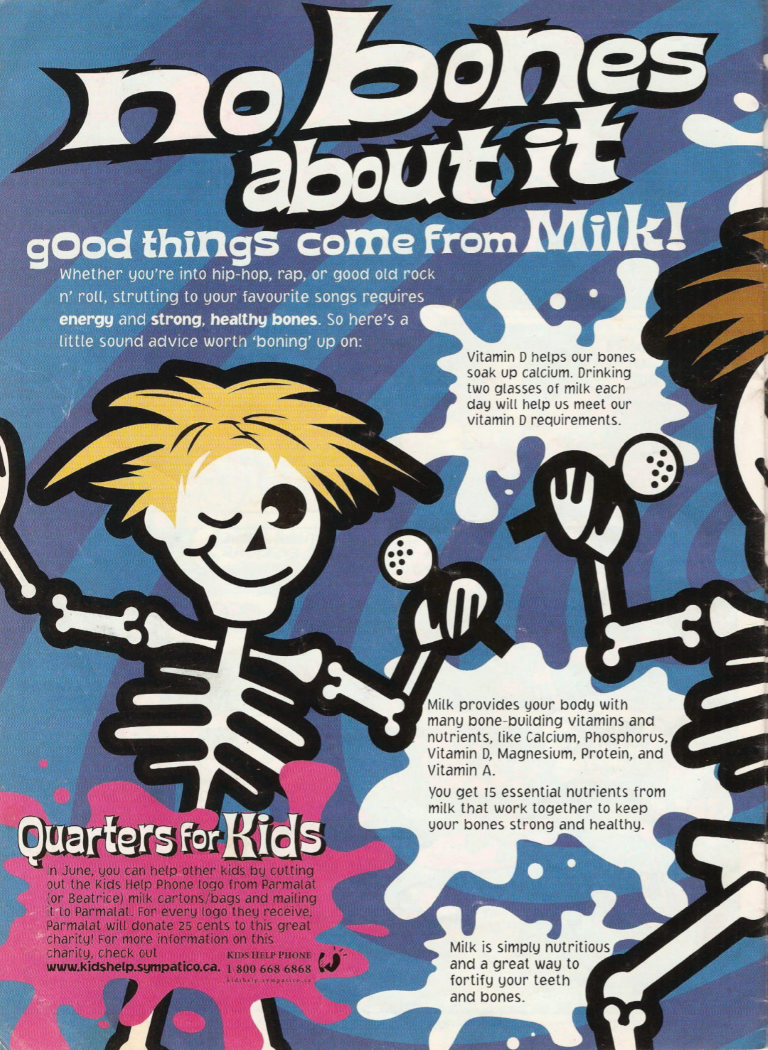 no bones
about it
good things come from Milk!
Whether you're into hip-hop, rap, or good old rock
n' roll, strutting to your favourite songs requires
energy and strong, healthy bones. So here's a
little sound advice worth 'boning' up on:
Vitamin D helps our bones
soak up calcium. Drinking
two glasses of milk each
day will help us meet our
vitamin D requirements.
Milk provides your body with
many bone-building vitamins and
nutrients, like Calcium, Phosphorus,
Vitamin D, Magnesium, Protein, and
Vitamin A.
You get 15 essential nutrients from
milk that work together to keep
your bones strong and healthy.
Quarters for Kids
In June, you can help other kids by cutting
out the Kids Help Phone logo from Parmalat
(or Beatrice) milk cartons/bags and mailing
it to Parmalat. For every logo they receive,
Parmalat will donate 25 cents to this great
charity! For more information on this
charity, check out
www.kidshelp.sympatico.ca.
KIDS HELP PHONE
1 800 668 6868
kidshelp.sympatico.ca
Milk is simply nutritious
and a great way to
fortify your teeth
and bones.